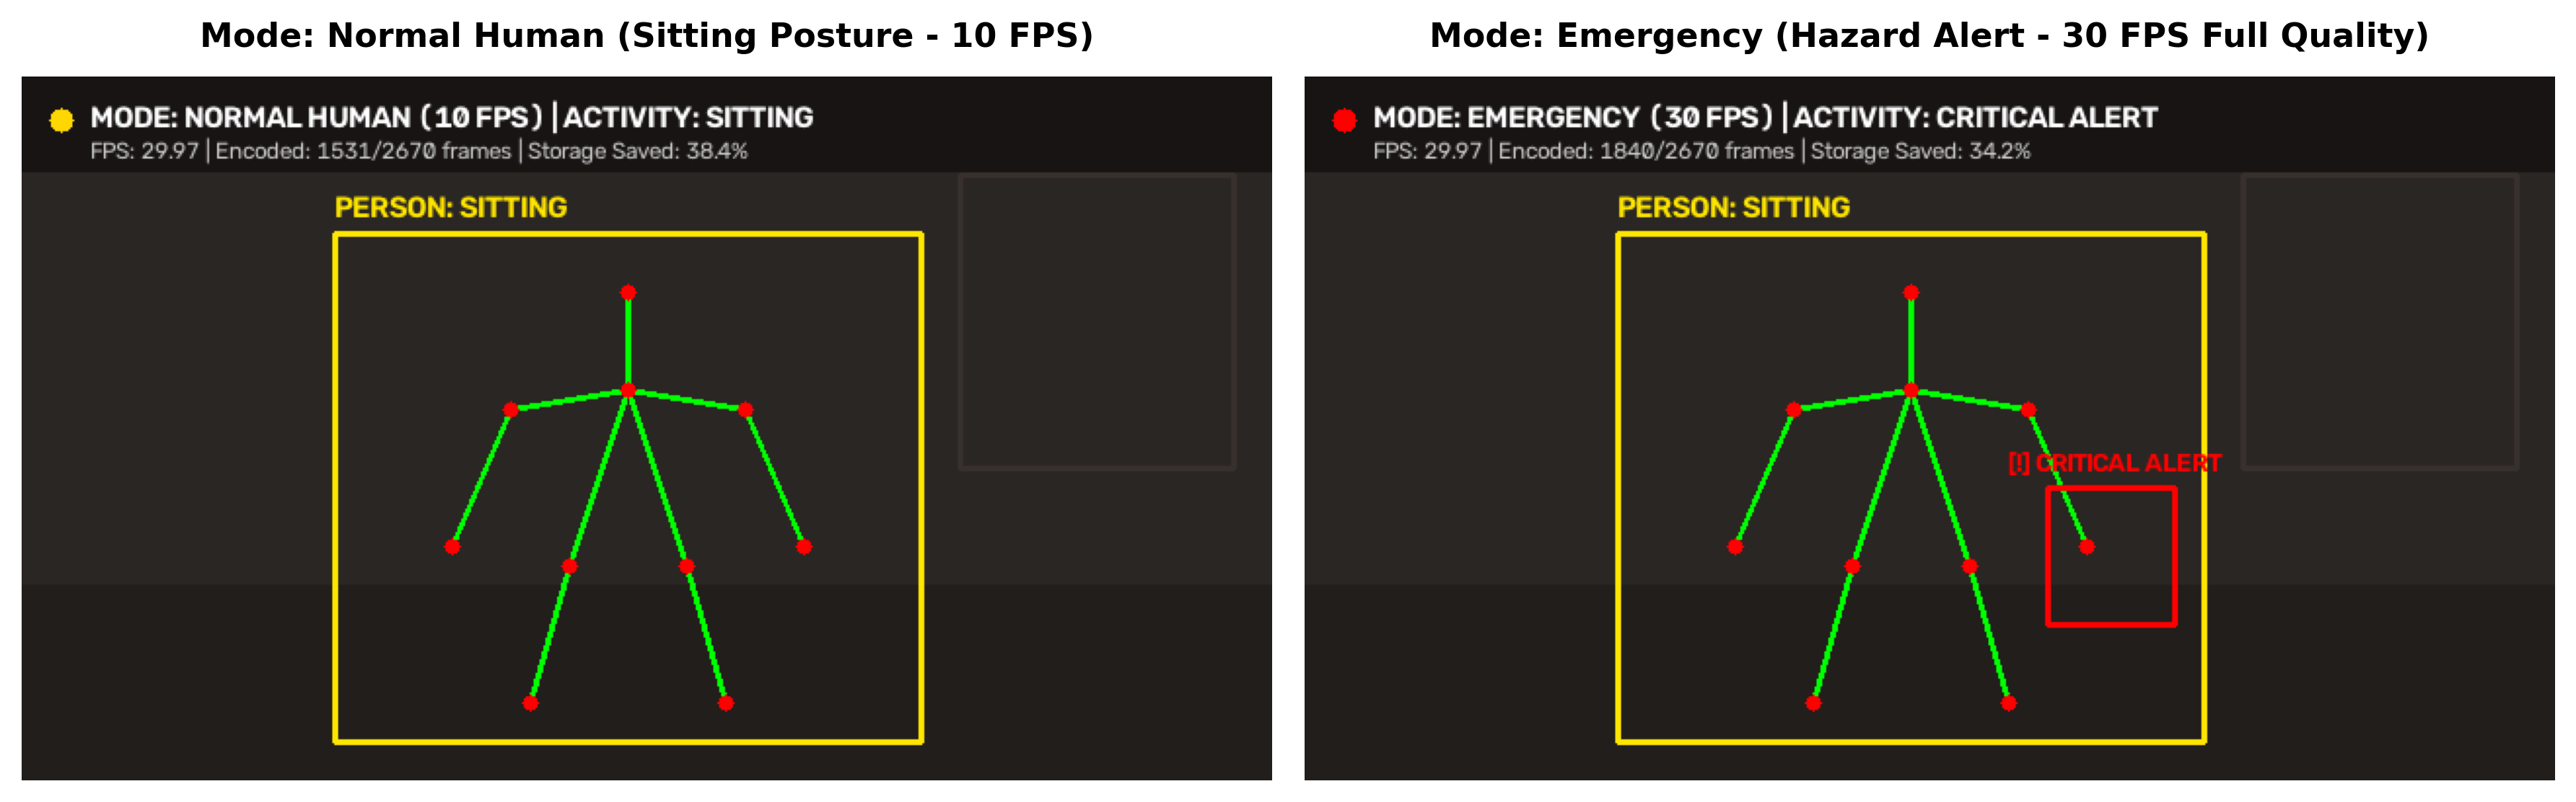 Mode: Normal Human (Sitting Posture - 10 FPS)
MODE: NORMAL HUMAN (10 FPS) | ACTIVITY: SITTING
FPS: 29.97 | Encoded: 1531/2670 frames | Storage Saved: 38.4%
PERSON: SITTING
Mode: Emergency (Hazard Alert - 30 FPS Full Quality)
MODE: EMERGENCY (30 FPS) | ACTIVITY: CRITICAL ALERT
FPS: 29.97 | Encoded: 1840/2670 frames | Storage Saved: 34.2%
PERSON: SITTING
[!] CRITICAL ALERT